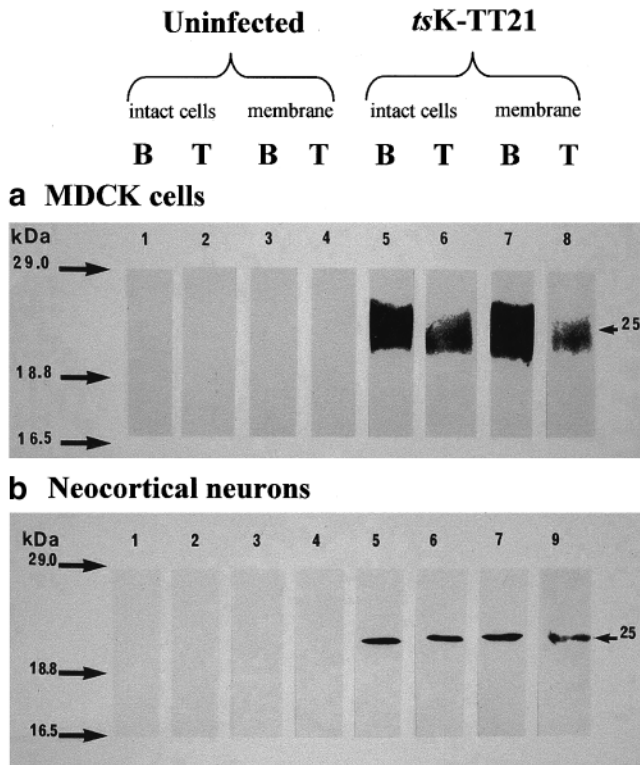 Uninfected tsK-TT21
intact cells membrane intact cells membrane
B T B T B T B T
a MDCK cells
kDa 1 2 3 4 5 6 7 8
29.0
25
18.8
16.5
b Neocortical neurons
kDa 1 2 3 4 5 6 7 9
29.0
25
18.8
16.5